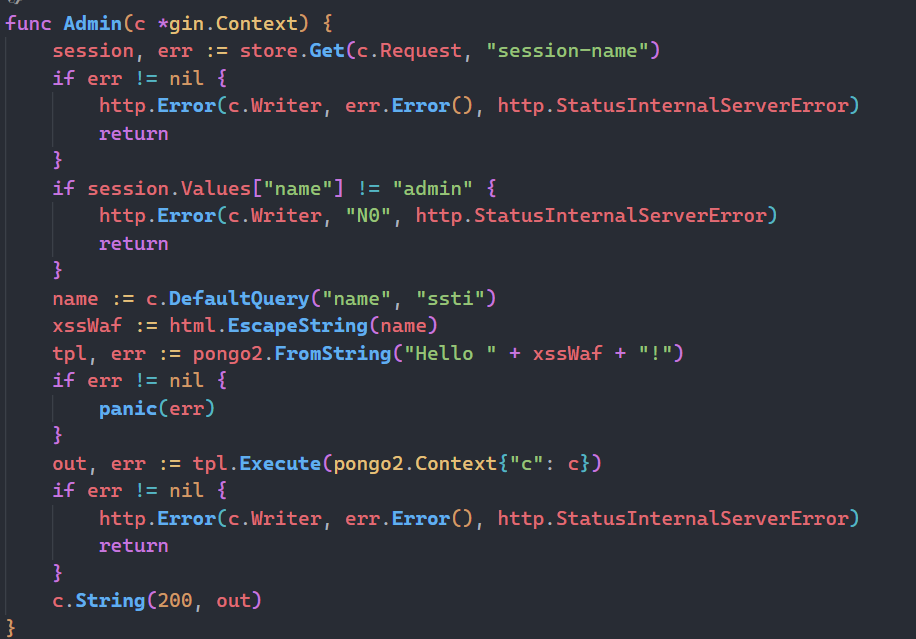 func Admin(c *gin.Context) {
    session, err := store.Get(c.Request, "session-name")
    if err != nil {
        http.Error(c.Writer, err.Error(), http.StatusInternalServerError)
        return
    }
    if session.Values["name"] != "admin" {
        http.Error(c.Writer, "N0", http.StatusInternalServerError)
        return
    }
    name := c.DefaultQuery("name", "ssti")
    xssWaf := html.EscapeString(name)
    tpl, err := pongo2.FromString("Hello " + xssWaf + "!")
    if err != nil {
        panic(err)
    }
    out, err := tpl.Execute(pongo2.Context{"c": c})
    if err != nil {
        http.Error(c.Writer, err.Error(), http.StatusInternalServerError)
        return
    }
    c.String(200, out)
}